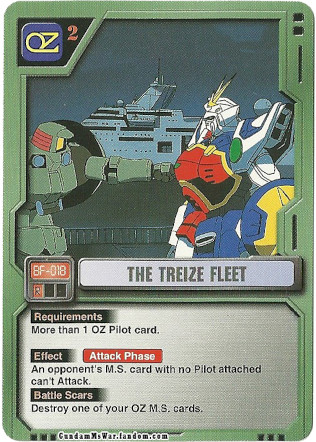 OZ 2
THE TREIZE FLEET
BF-018
Requirements
More than 1 OZ Pilot card.
Effect Attack Phase
An opponent's M.S. card with no Pilot attached
can't Attack.
Battle Scars
Destroy one of your OZ M.S. cards.
GundamMsWar.fandom.com